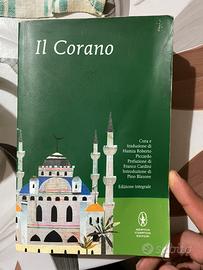 Il Corano
Cura e
traduzione di
Hamza Roberto
Piccardo
Prefazione di
Franco Cardini
Introduzione di
Pino Blasone
Edizione integrale
NEWTON
COMPTON
EDITORI
subito